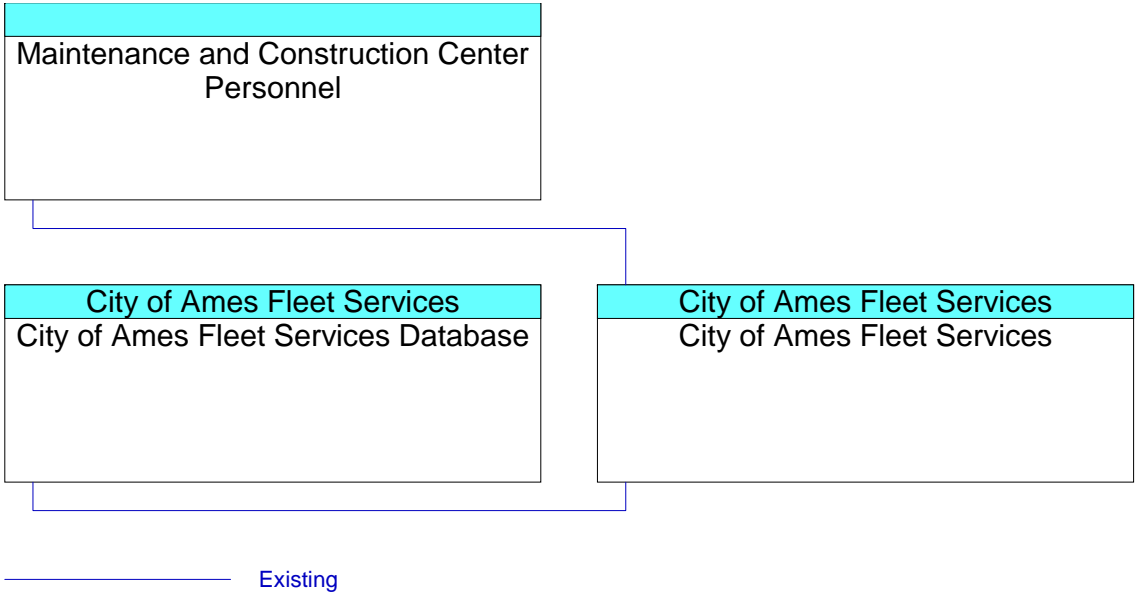 Maintenance and Construction Center
Personnel
City of Ames Fleet Services
City of Ames Fleet Services Database
City of Ames Fleet Services
City of Ames Fleet Services
Existing